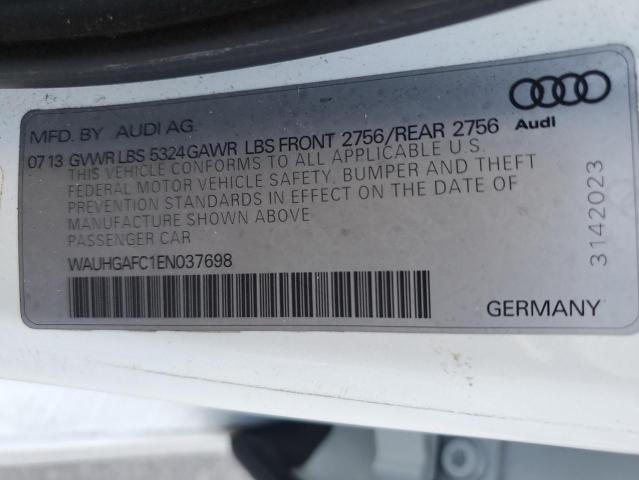 MFD. BY AUDI AG
Audi
07 13 GVWR LBS 5324 GAWR LBS FRONT 2756/REAR 2756
THIS VEHICLE CONFORMS TO ALL APPLICABLE U.S.
FEDERAL MOTOR VEHICLE SAFETY, BUMPER AND THEFT
PREVENTION STANDARDS IN EFFECT ON THE DATE OF
MANUFACTURE SHOWN ABOVE
PASSENGER CAR
WAUHGAFC1EN037698
3142023
GERMANY